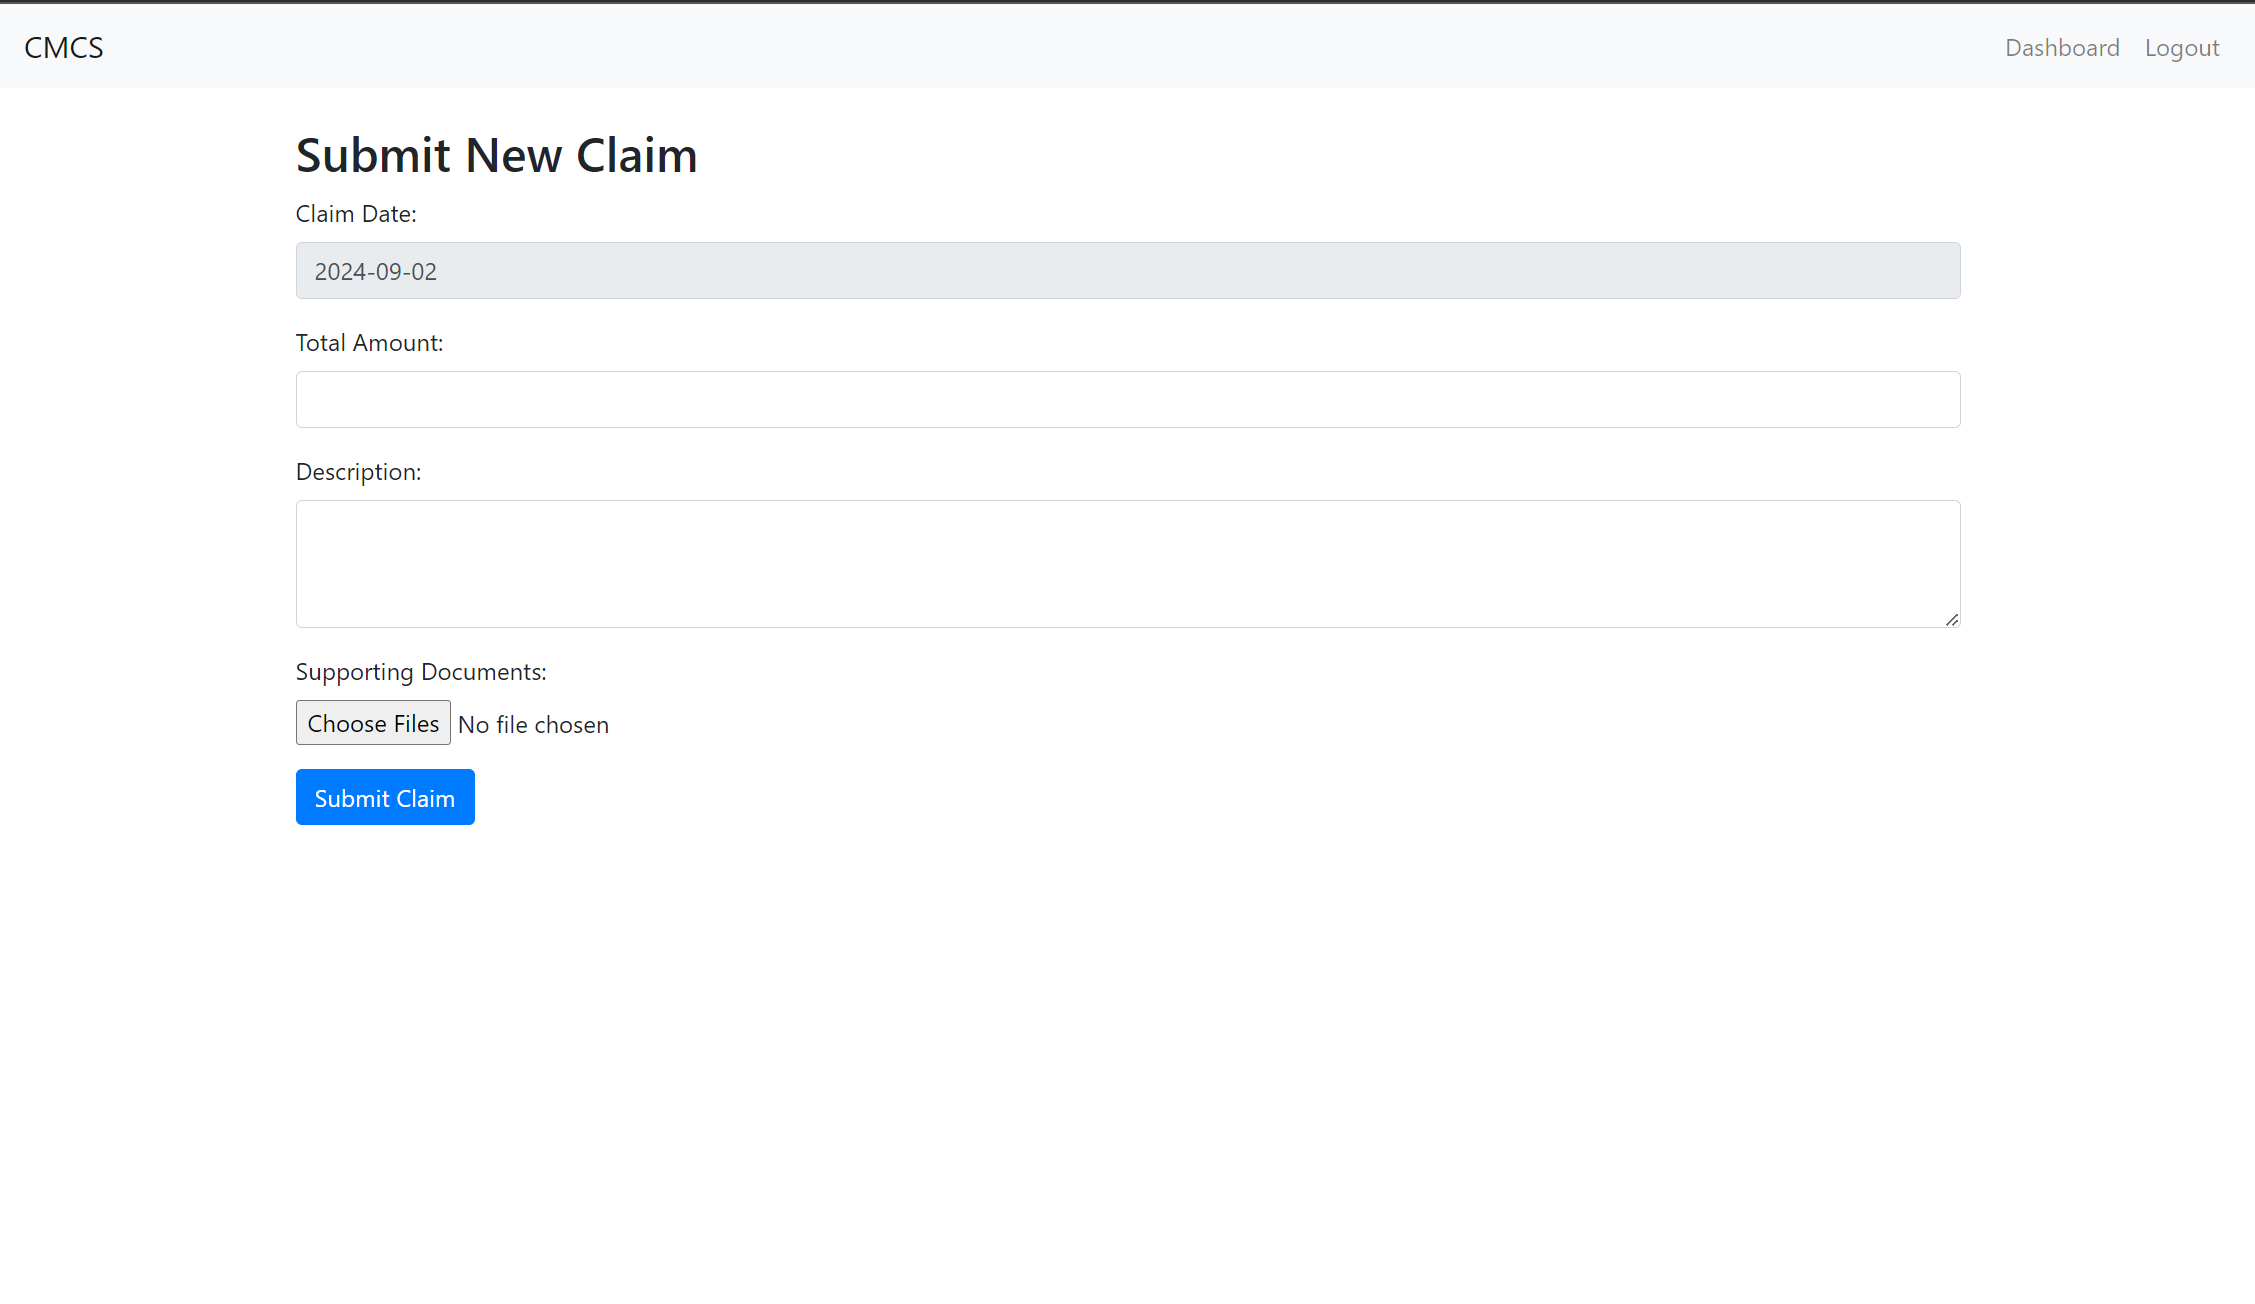 CMCS
Dashboard Logout
Submit New Claim
Claim Date:
2024-09-02
Total Amount:
Description:
Supporting Documents:
Choose Files No file chosen
Submit Claim